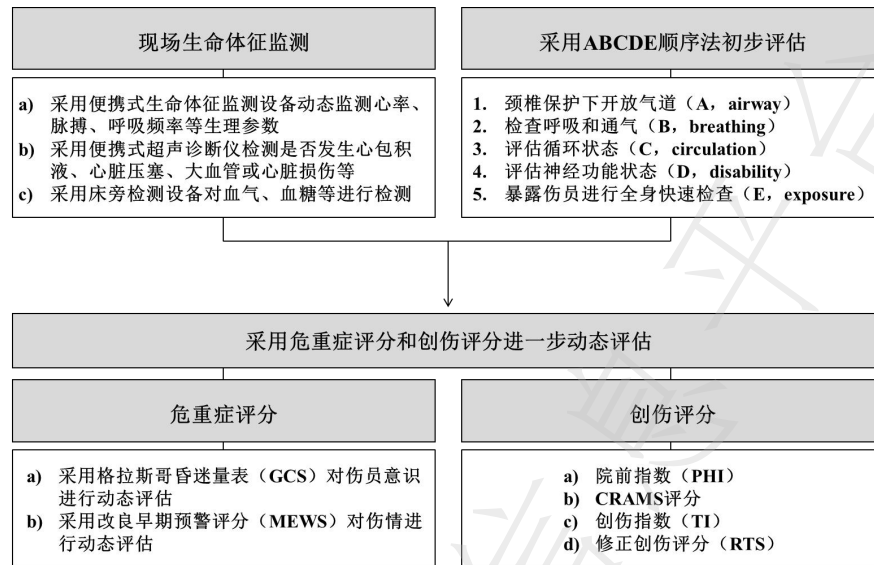 现场生命体征监测
a) 采用便携式生命体征监测设备动态监测心率、
脉搏、呼吸频率等生理参数
b) 采用便携式超声诊断仪检测是否发生心包积
液、心脏压塞、大血管或心脏损伤等
c) 采用床旁检测设备对血气、血糖等进行检测
采用ABCDE顺序法初步评估
1. 颈椎保护下开放气道（A，airway）
2. 检查呼吸和通气（B，breathing）
3. 评估循环状态（C，circulation）
4. 评估神经功能状态（D，disability）
5. 暴露伤员进行全身快速检查（E，exposure）
采用危重症评分和创伤评分进一步动态评估
危重症评分
a) 采用格拉斯哥昏迷量表（GCS）对伤员意识
进行动态评估
b) 采用改良早期预警评分（MEWS）对伤情进
行动态评估
创伤评分
a) 院前指数（PHI）
b) CRAMS评分
c) 创伤指数（TI）
d) 修正创伤评分（RTS）